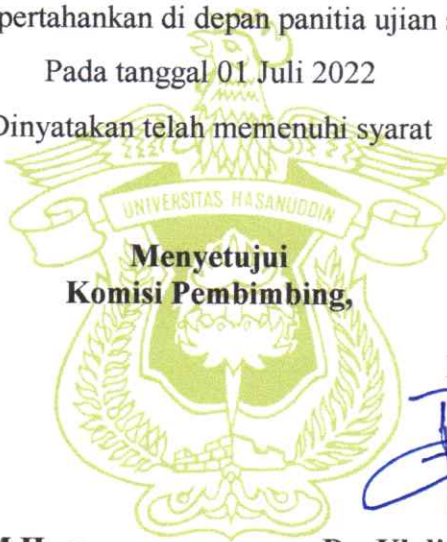 pertahankan di depan panitia ujian s
Pada tanggal 01 Juli 2022
Dinyatakan telah memenuhi syarat
UNIVERSITAS HASANUDDIN
Menyetujui
Komisi Pembimbing,